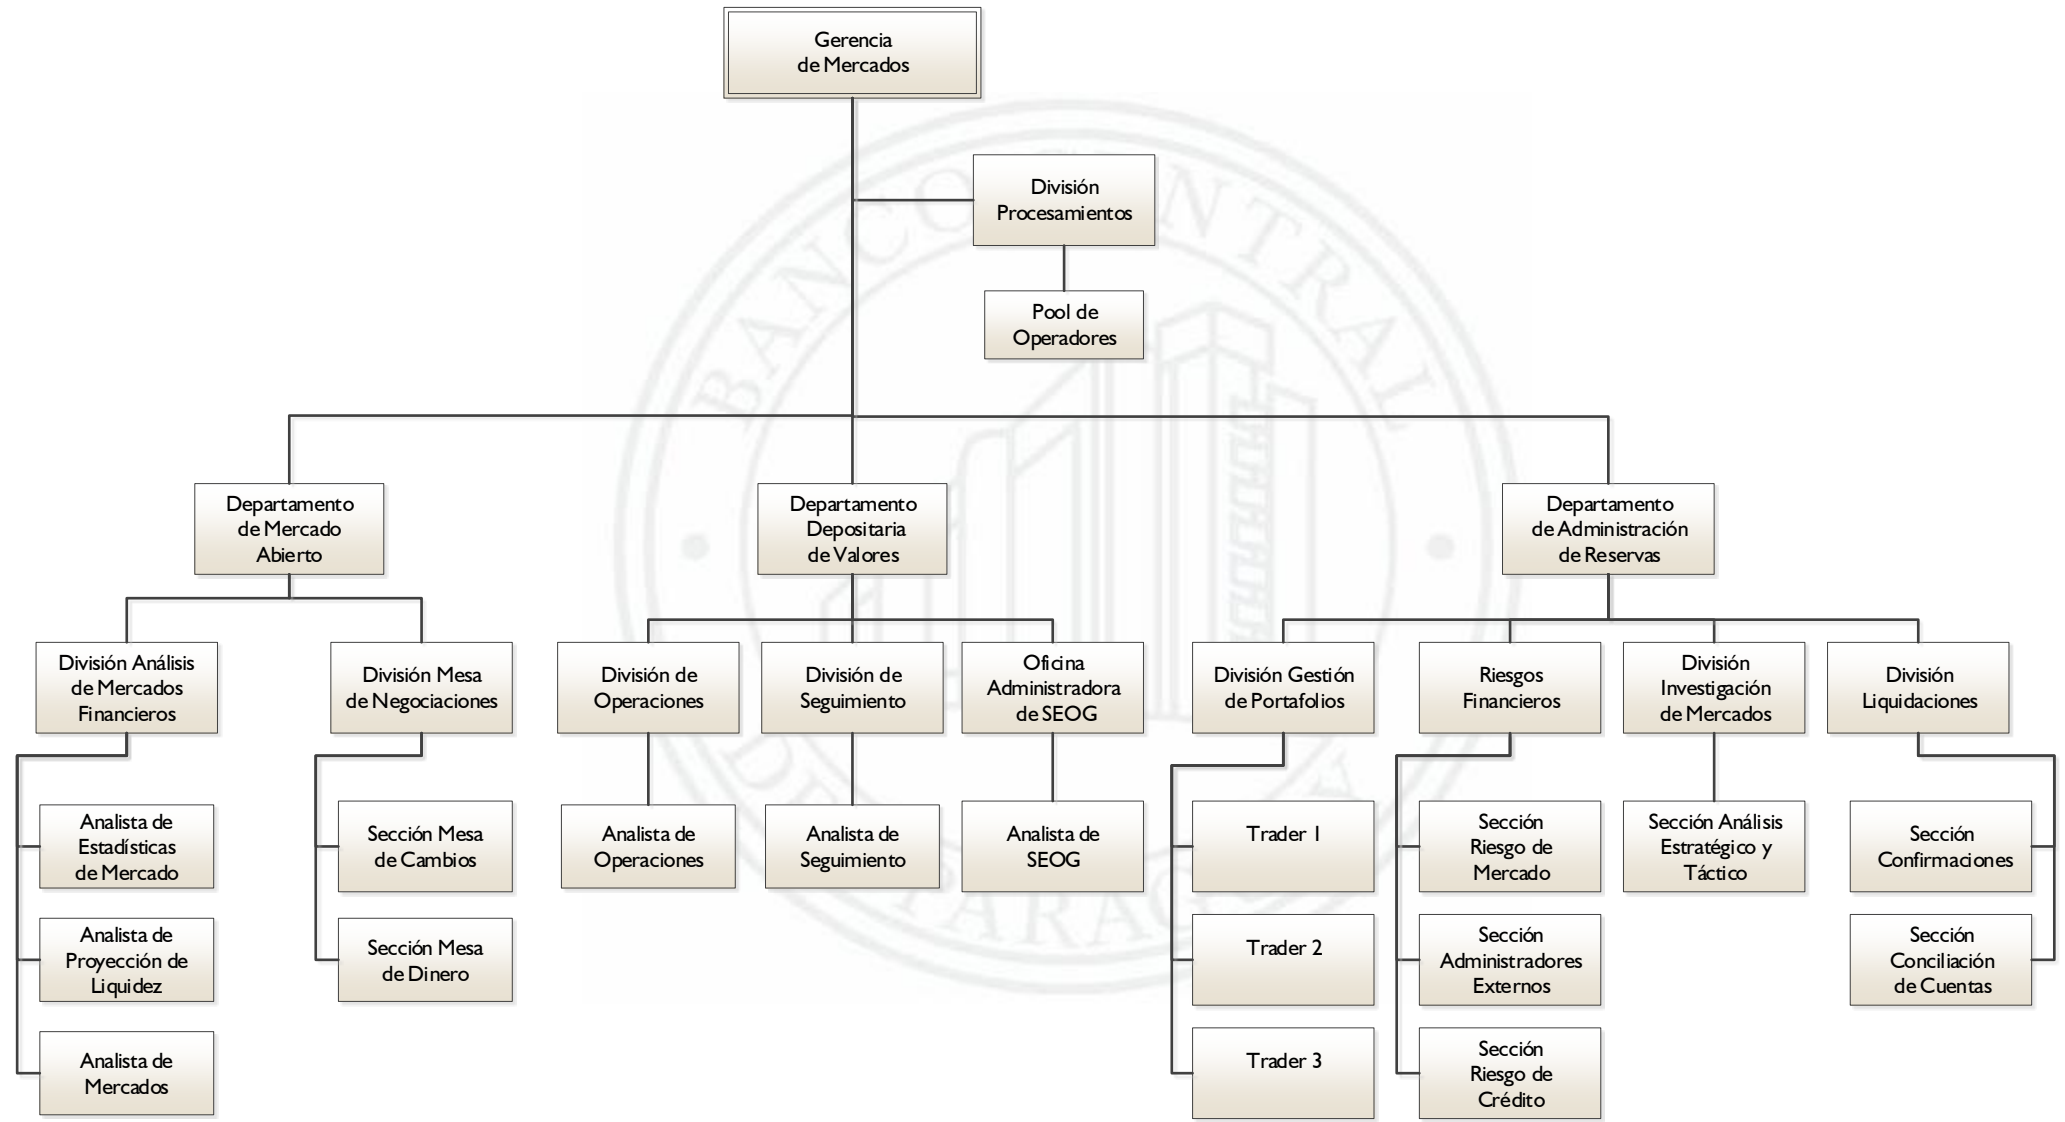 Gerencia
de Mercados
BANCO CENTRAL
DEL PARAGUAY
División
Procesamientos
Pool de
Operadores
Departamento
de Mercado
Abierto
Departamento
Depositaria
de Valores
Departamento
de Administración
de Reservas
División Análisis
de Mercados
Financieros
División Mesa
de Negociaciones
División de
Operaciones
División de
Seguimiento
Oficina
Administradora
de SEOG
División Gestión
de Portafolios
Riesgos
Financieros
División
Investigación
de Mercados
División
Liquidaciones
Analista de
Estadísticas
de Mercado
Analista de
Proyección de
Liquidez
Analista de
Mercados
Sección Mesa
de Cambios
Sección Mesa
de Dinero
Analista de
Operaciones
Analista de
Seguimiento
Analista de
SEOG
Trader 1
Trader 2
Trader 3
Sección
Riesgo de
Mercado
Sección
Administradores
Externos
Sección
Riesgo de
Crédito
Sección Análisis
Estratégico y
Táctico
Sección
Confirmaciones
Sección
Conciliación
de Cuentas